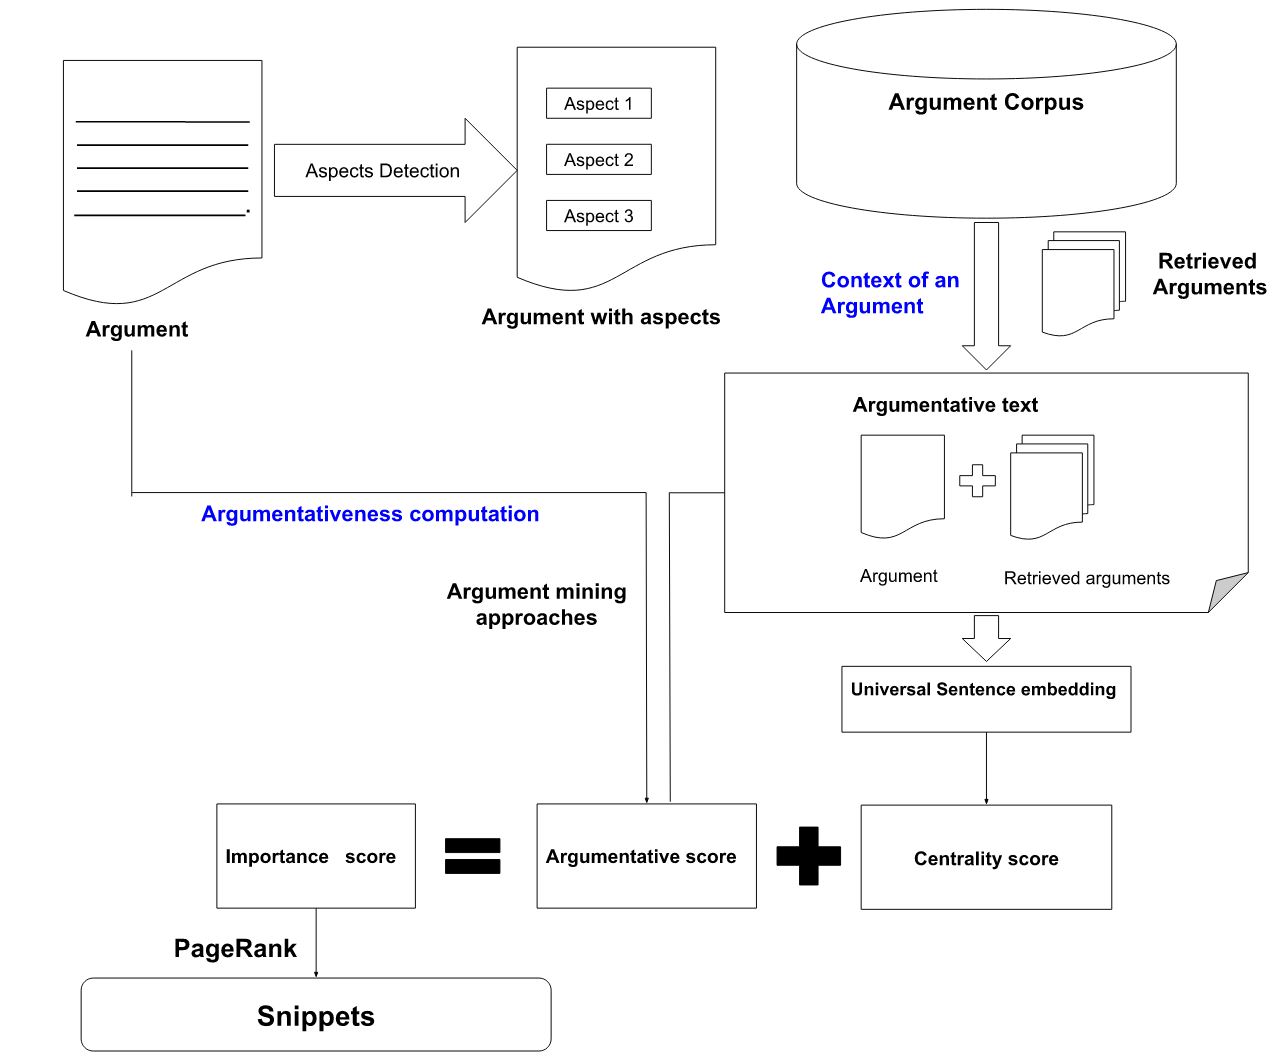 Argument Corpus
Aspect 1
Aspect 2
Aspect 3
Aspects Detection
Argument
Argument with aspects
Context of an
Argument
Retrieved
Arguments
Argumentative text
Argument
Retrieved arguments
Argumentativeness computation
Argument mining
approaches
Universal Sentence embedding
Importance score
Argumentative score
Centrality score
PageRank
Snippets